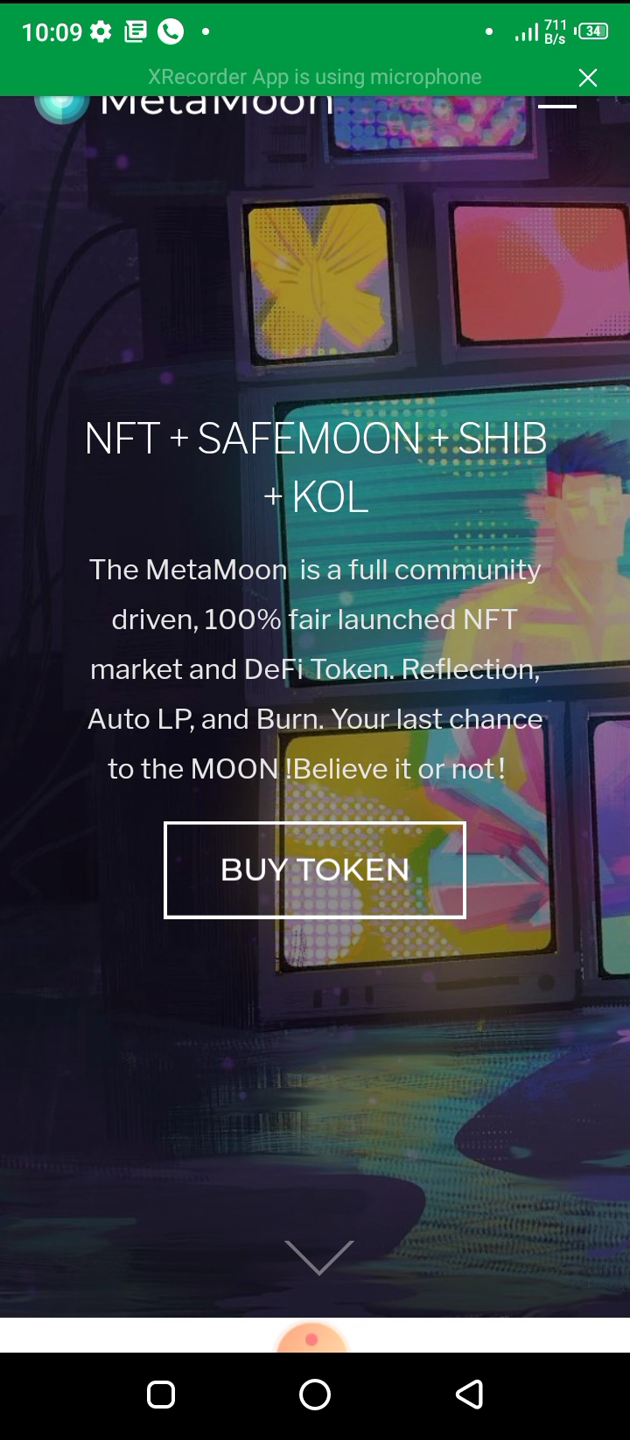 10:09
711
B/s
34
XRecorder App is using microphone
MetaMoon
NFT + SAFEMOON + SHIB
+ KOL
The MetaMoon  is a full community
driven, 100% fair launched NFT
market and DeFi Token. Reflection,
Auto LP, and Burn. Your last chance
to the MOON !Believe it or not!
BUY TOKEN